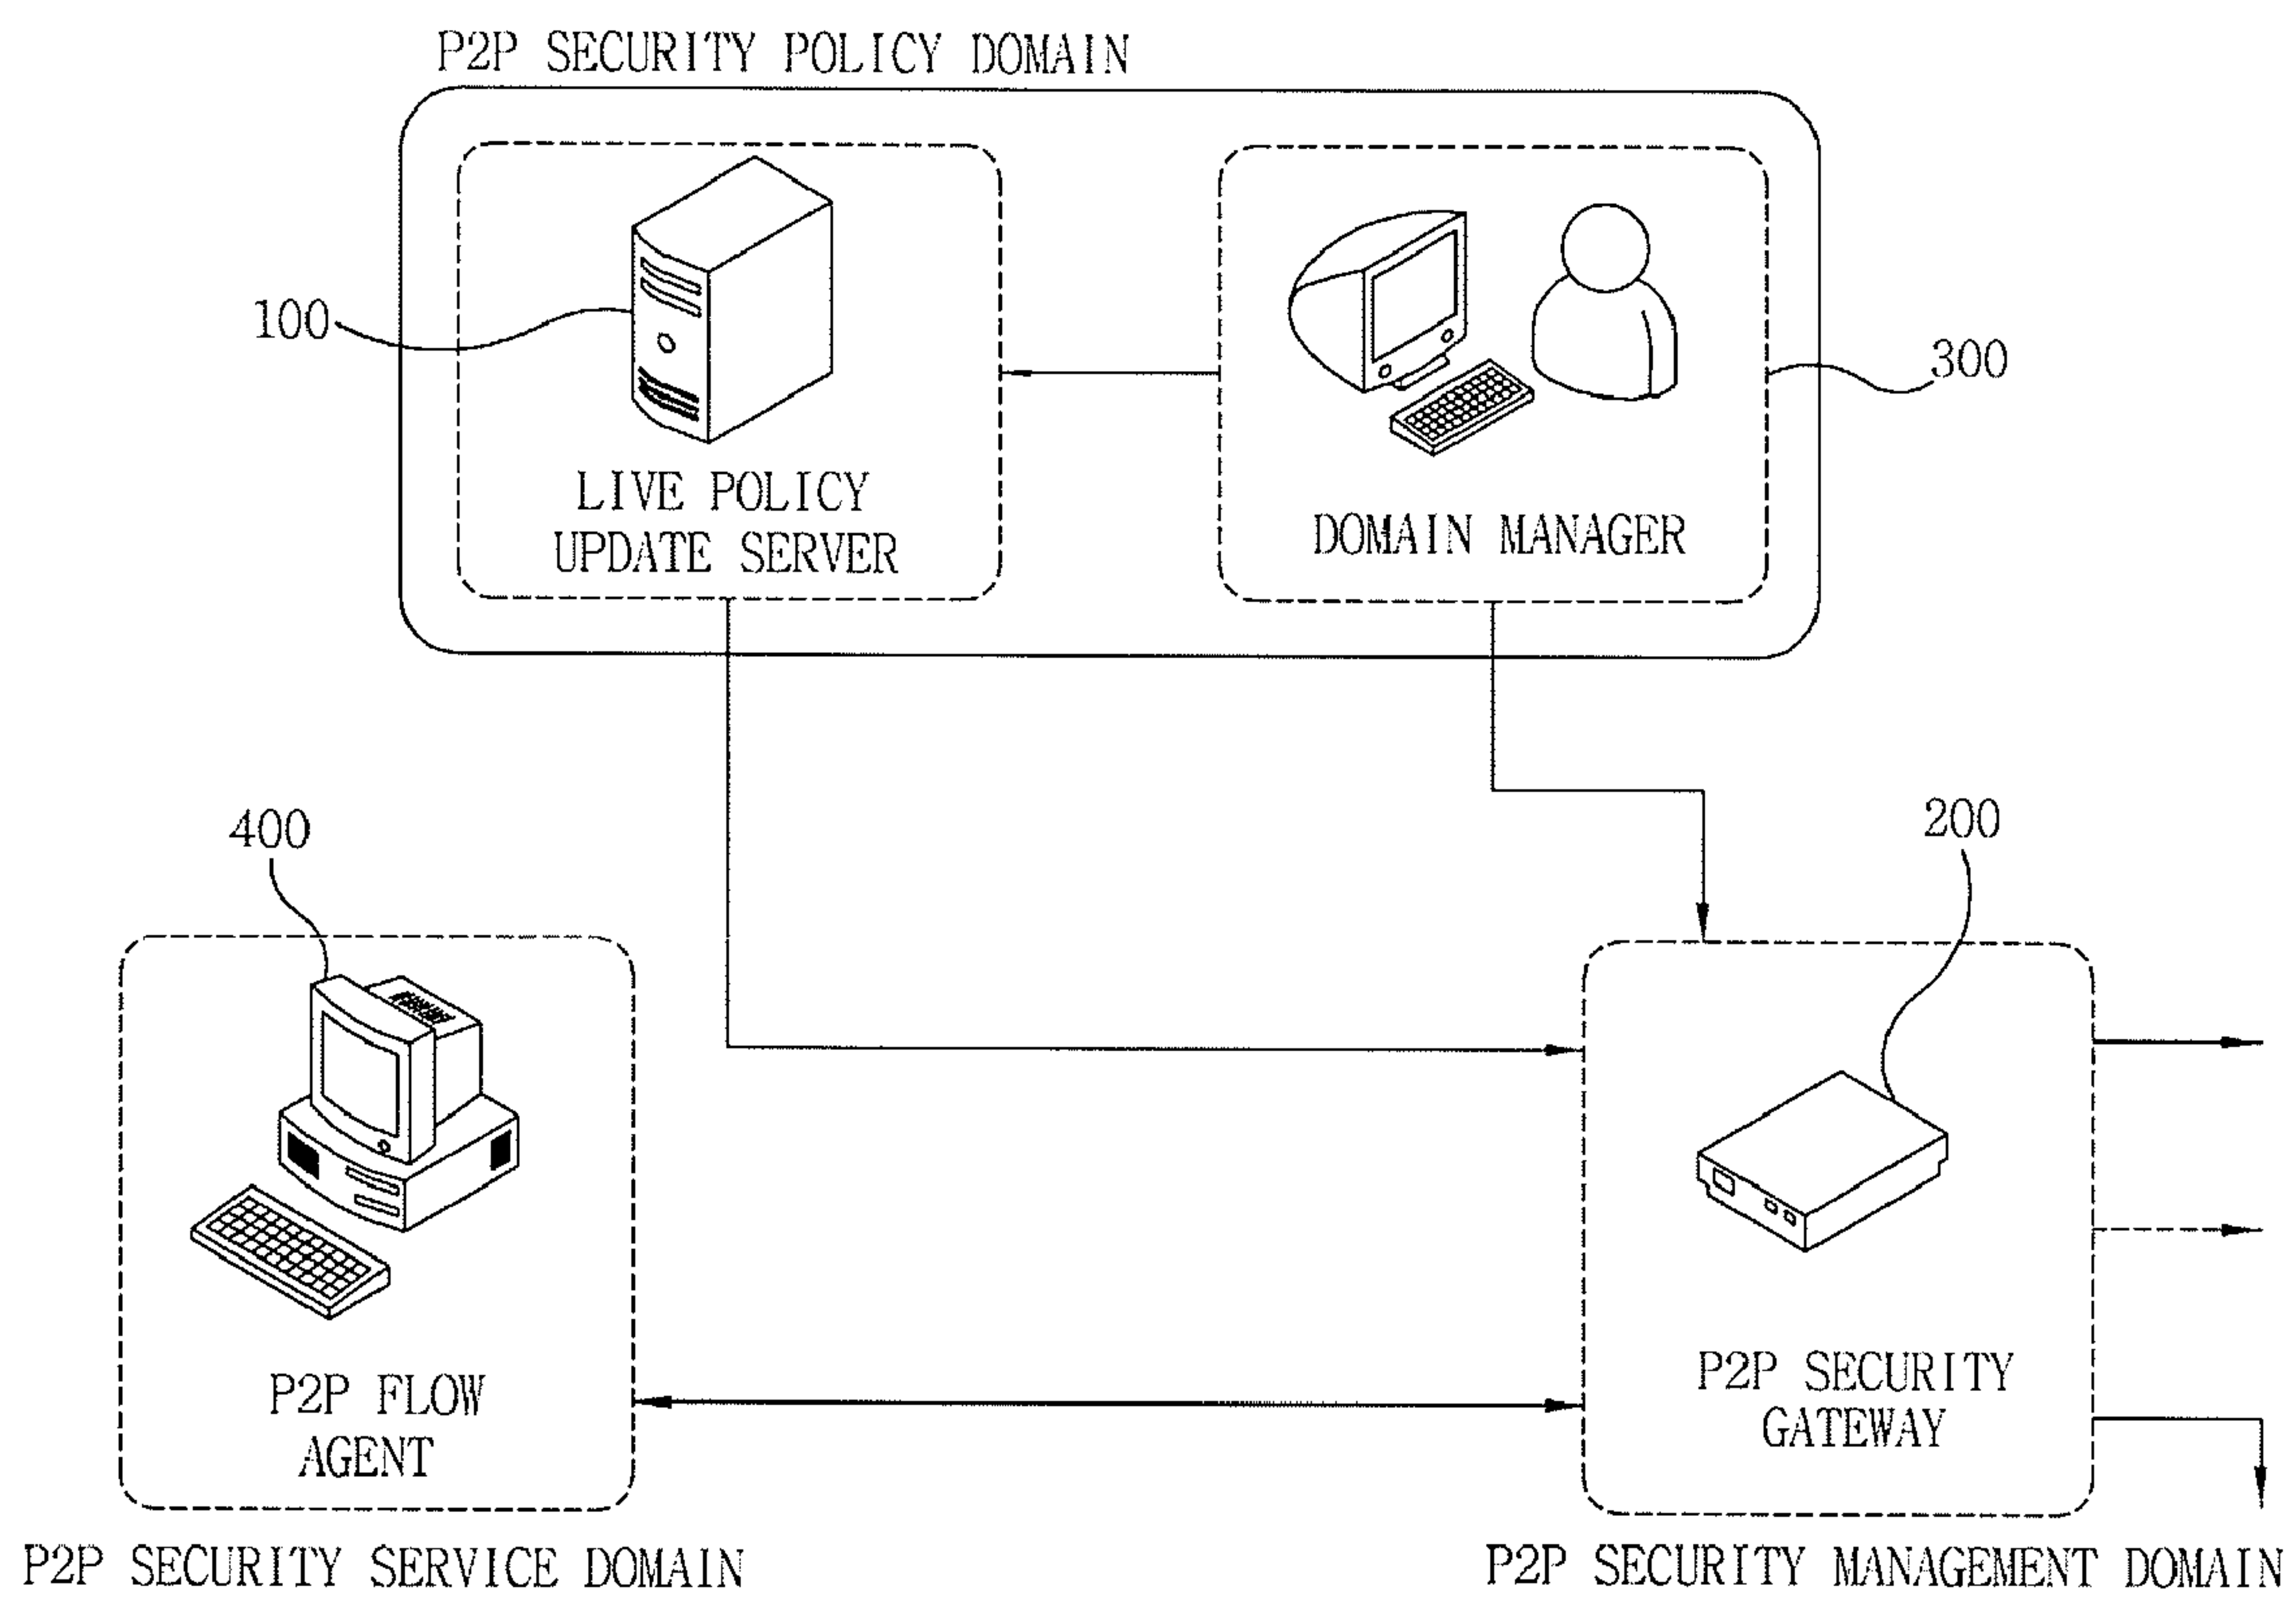 P2P SECURITY POLICY DOMAIN
100
LIVE POLICY
UPDATE SERVER
DOMAIN MANAGER
300
400
200
P2P FLOW
AGENT
P2P SECURITY
GATEWAY
P2P SECURITY SERVICE DOMAIN
P2P SECURITY MANAGEMENT DOMAIN